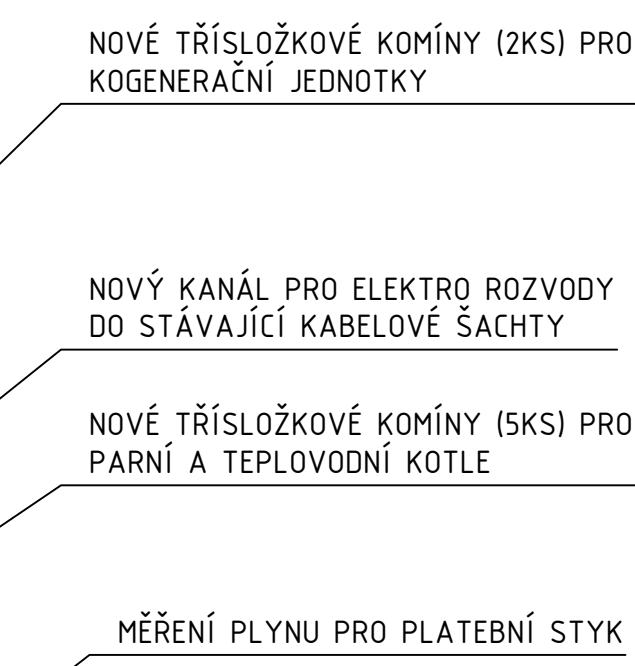 NOVÉ TŘÍSLOŽKOVÉ KOMÍNY (2KS) PRO
KOGENERAČNÍ JEDNOTKY
NOVÝ KANÁL PRO ELEKTRO ROZVODY
DO STÁVAJÍCÍ KABELOVÉ ŠACHTY
NOVÉ TŘÍSLOŽKOVÉ KOMÍNY (5KS) PRO
PARNÍ A TEPLOVODNÍ KOTLE
MĚŘENÍ PLYNU PRO PLATEBNÍ STYK